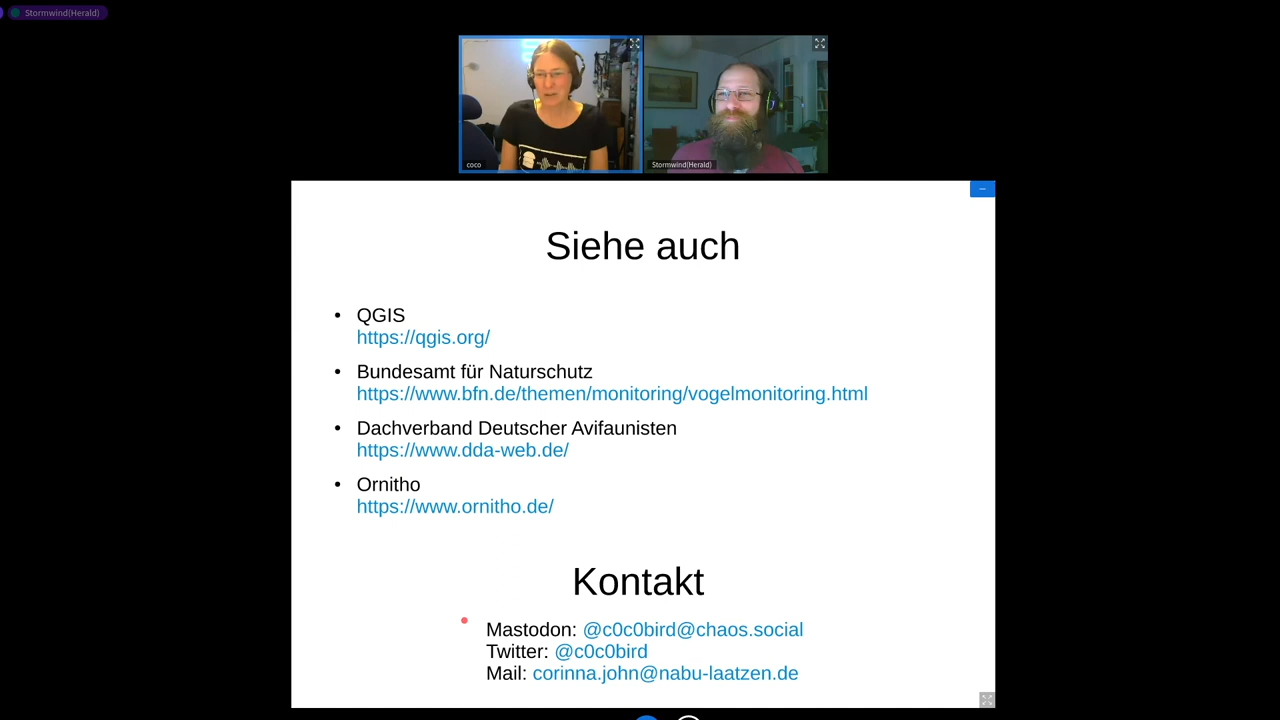 Stormwind(Herald)
coco
Stormwind(Herald)
Siehe auch
• QGIS
https://qgis.org/
• Bundesamt für Naturschutz
https://www.bfn.de/themen/monitoring/vogelmonitoring.html
• Dachverband Deutscher Avifaunisten
https://www.dda-web.de/
• Ornitho
https://www.ornitho.de/
Kontakt
Mastodon: @c0c0bird@chaos.social
Twitter: @c0c0bird
Mail: corinna.john@nabu-laatzen.de